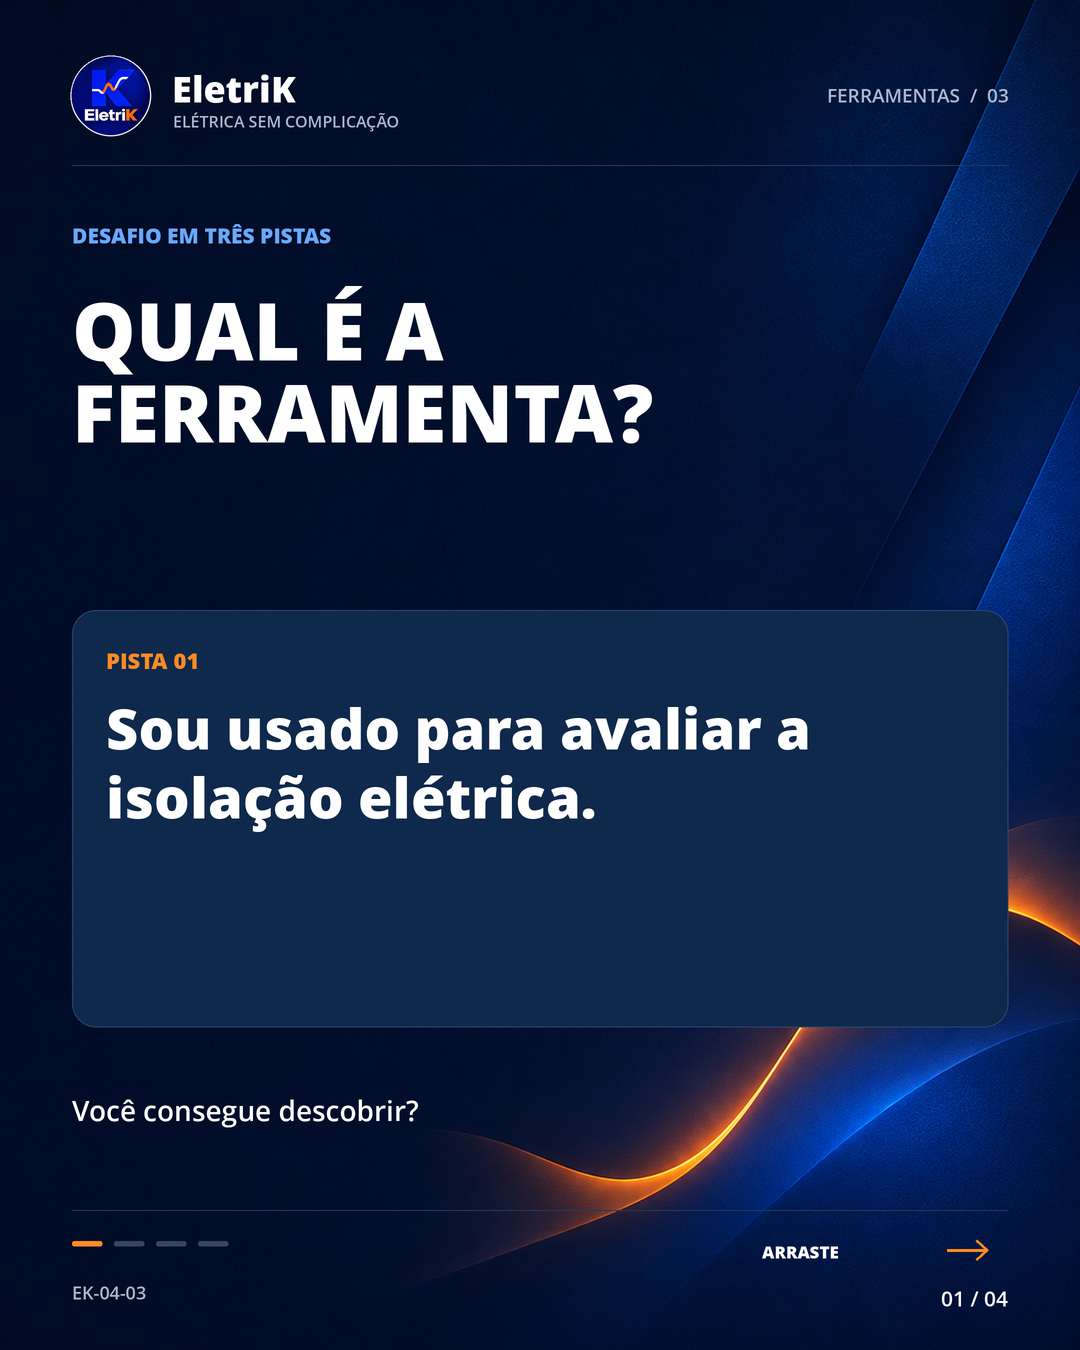 EletriK
EletriK
ELÉTRICA SEM COMPLICAÇÃO
FERRAMENTAS / 03
DESAFIO EM TRÊS PISTAS
QUAL É A
FERRAMENTA?
PISTA 01
Sou usado para avaliar a
isolação elétrica.
Você consegue descobrir?
ARRASTE
EK-04-03
01 / 04